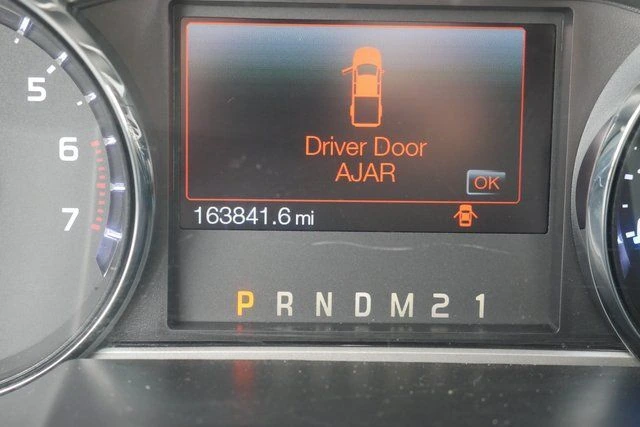 5
6
7
Driver Door
AJAR
OK
163841.6 mi
P R N D M 2 1